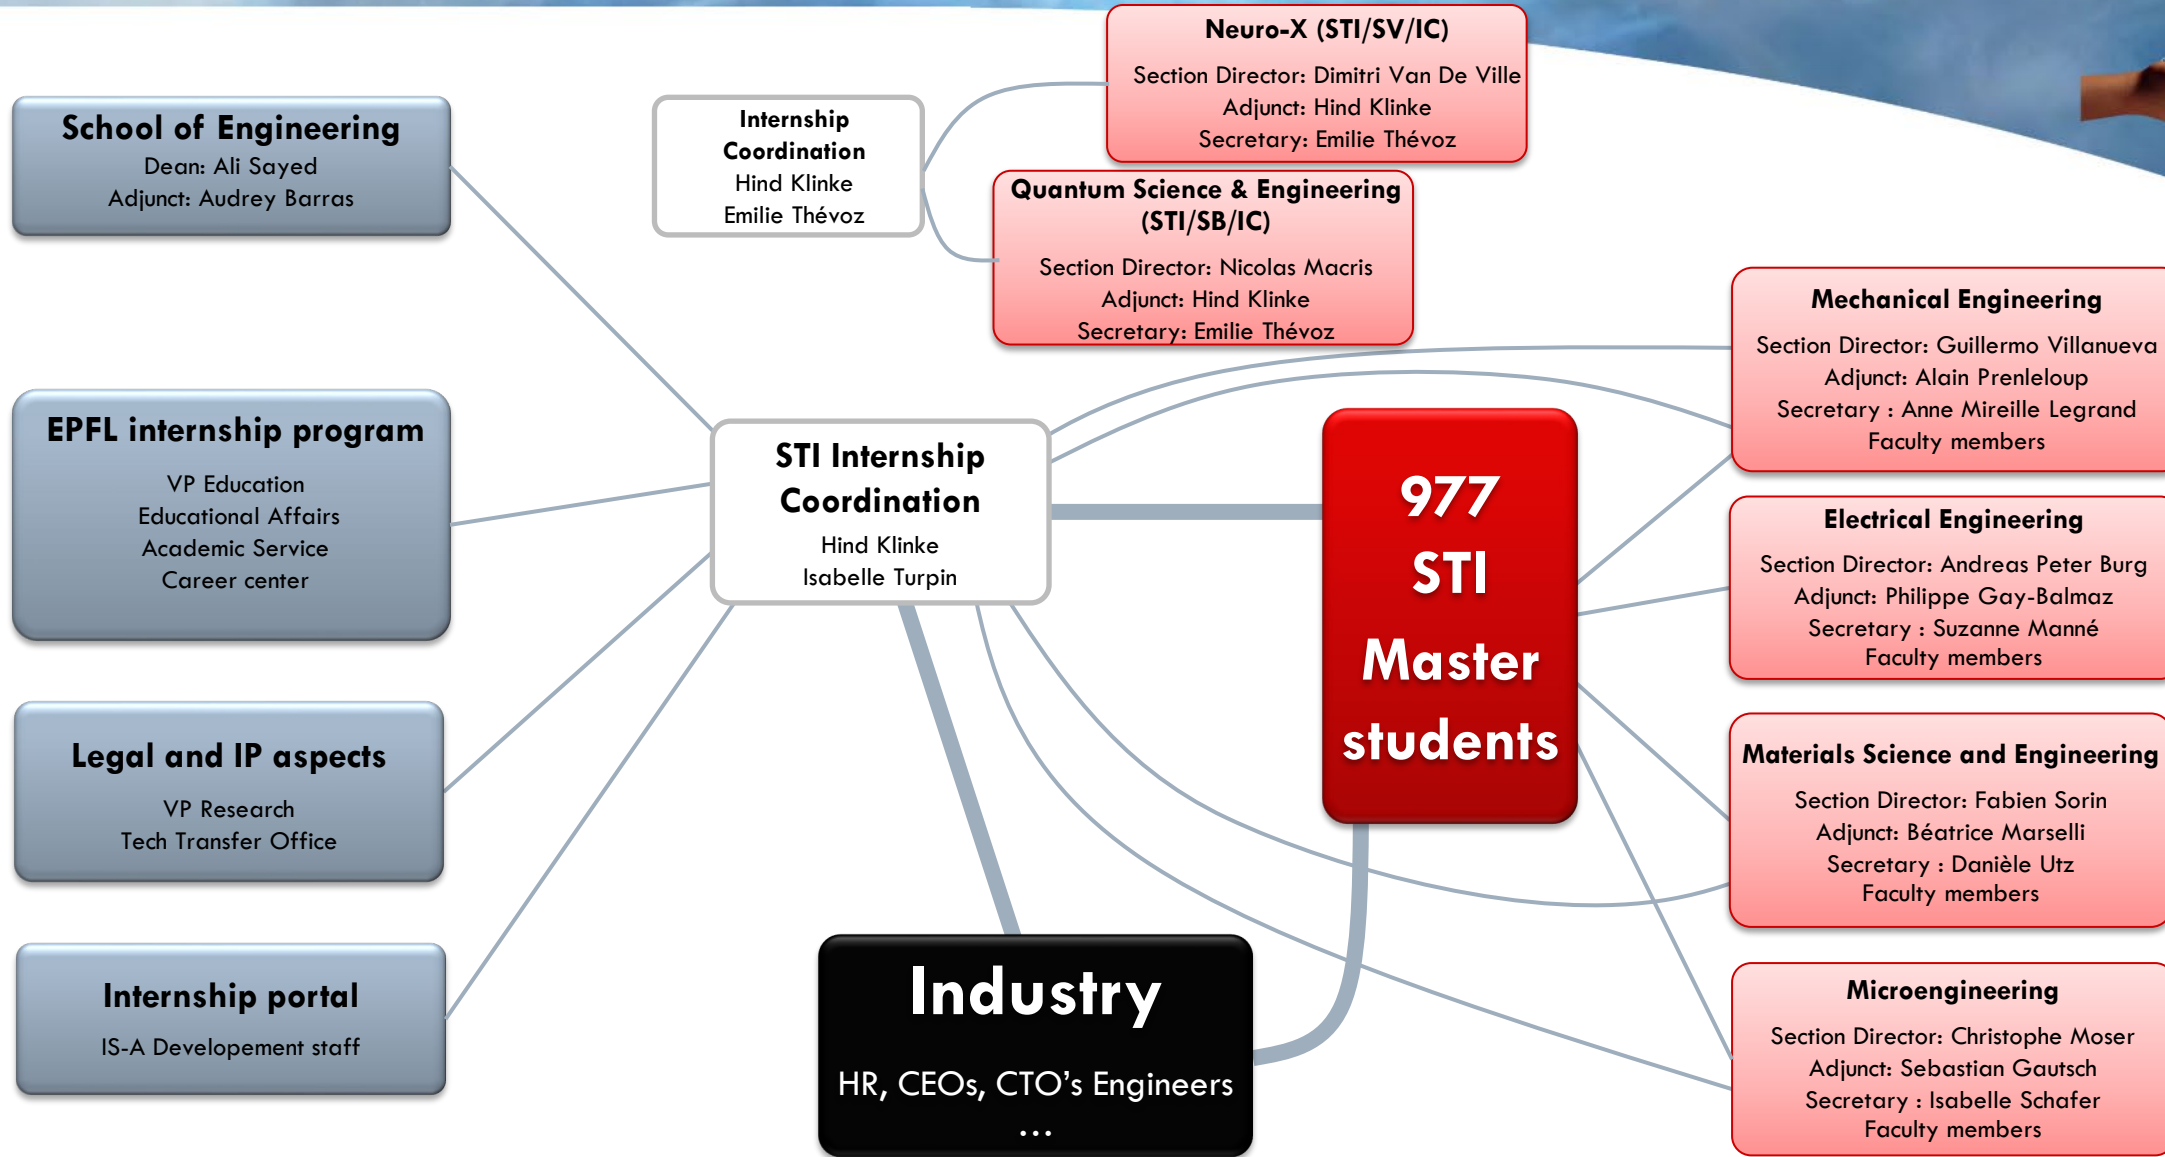 School of Engineering
Dean: Ali Sayed
Adjunct: Audrey Barras
EPFL internship program
VP Education
Educational Affairs
Academic Service
Career center
Legal and IP aspects
VP Research
Tech Transfer Office
Internship portal
IS-A Developement staff
Internship
Coordination
Hind Klinke
Emilie Thévoz
Neuro-X (STI/SV/IC)
Section Director: Dimitri Van De Ville
Adjunct: Hind Klinke
Secretary: Emilie Thévoz
Quantum Science & Engineering
(STI/SB/IC)
Section Director: Nicolas Macris
Adjunct: Hind Klinke
Secretary: Emilie Thévoz
STI Internship
Coordination
Hind Klinke
Isabelle Turpin
977
STI
Master
students
Industry
HR, CEOs, CTO’s Engineers
…
Mechanical Engineering
Section Director: Guillermo Villanueva
Adjunct: Alain Prenleloup
Secretary : Anne Mireille Legrand
Faculty members
Electrical Engineering
Section Director: Andreas Peter Burg
Adjunct: Philippe Gay-Balmaz
Secretary : Suzanne Manné
Faculty members
Materials Science and Engineering
Section Director: Fabien Sorin
Adjunct: Béatrice Marselli
Secretary : Danièle Utz
Faculty members
Microengineering
Section Director: Christophe Moser
Adjunct: Sebastian Gautsch
Secretary : Isabelle Schafer
Faculty members